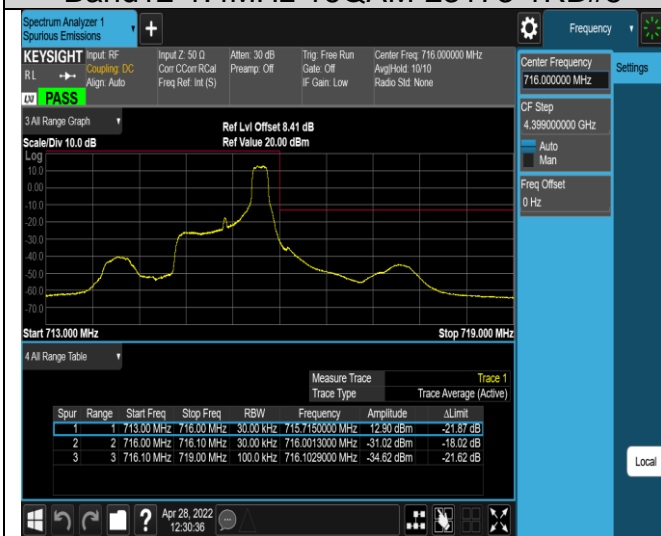 Spectrum Analyzer 1
Spurious Emissions
Frequency
KEYSIGHT Input: RF Input Z: 50 Ω Atten: 30 dB Trig: Free Run Center Freq: 716.000000 MHz
RL Coupling: DC Corr CCorr RCal Preamp: Off Gate: Off Avg|Hold: 10/10
Align: Auto Freq Ref: Int (S) IF Gain: Low Radio Std: None
LXI PASS
Center Frequency
716.000000 MHz
Settings
CF Step
4.399000000 GHz
Auto
Man
Freq Offset
0 Hz
3 All Range Graph
Ref Lvl Offset 8.41 dB
Scale/Div 10.0 dB Ref Value 20.00 dBm
Log
10.0
0.00
-10.0
-20.0
-30.0
-40.0
-50.0
-60.0
-70.0
Start 713.000 MHz Stop 719.000 MHz
4 All Range Table
Measure Trace Trace 1
Trace Type Trace Average (Active)
Spur Range Start Freq Stop Freq RBW Frequency Amplitude ΔLimit
1 1 713.00 MHz 716.00 MHz 30.00 kHz 715.7150000 MHz 12.90 dBm -21.87 dB
2 2 716.00 MHz 716.10 MHz 30.00 kHz 716.0013000 MHz -31.02 dBm -18.02 dB
3 3 716.10 MHz 719.00 MHz 100.0 kHz 716.1029000 MHz -34.62 dBm -21.62 dB
Local
? Apr 28, 2022
12:30:36